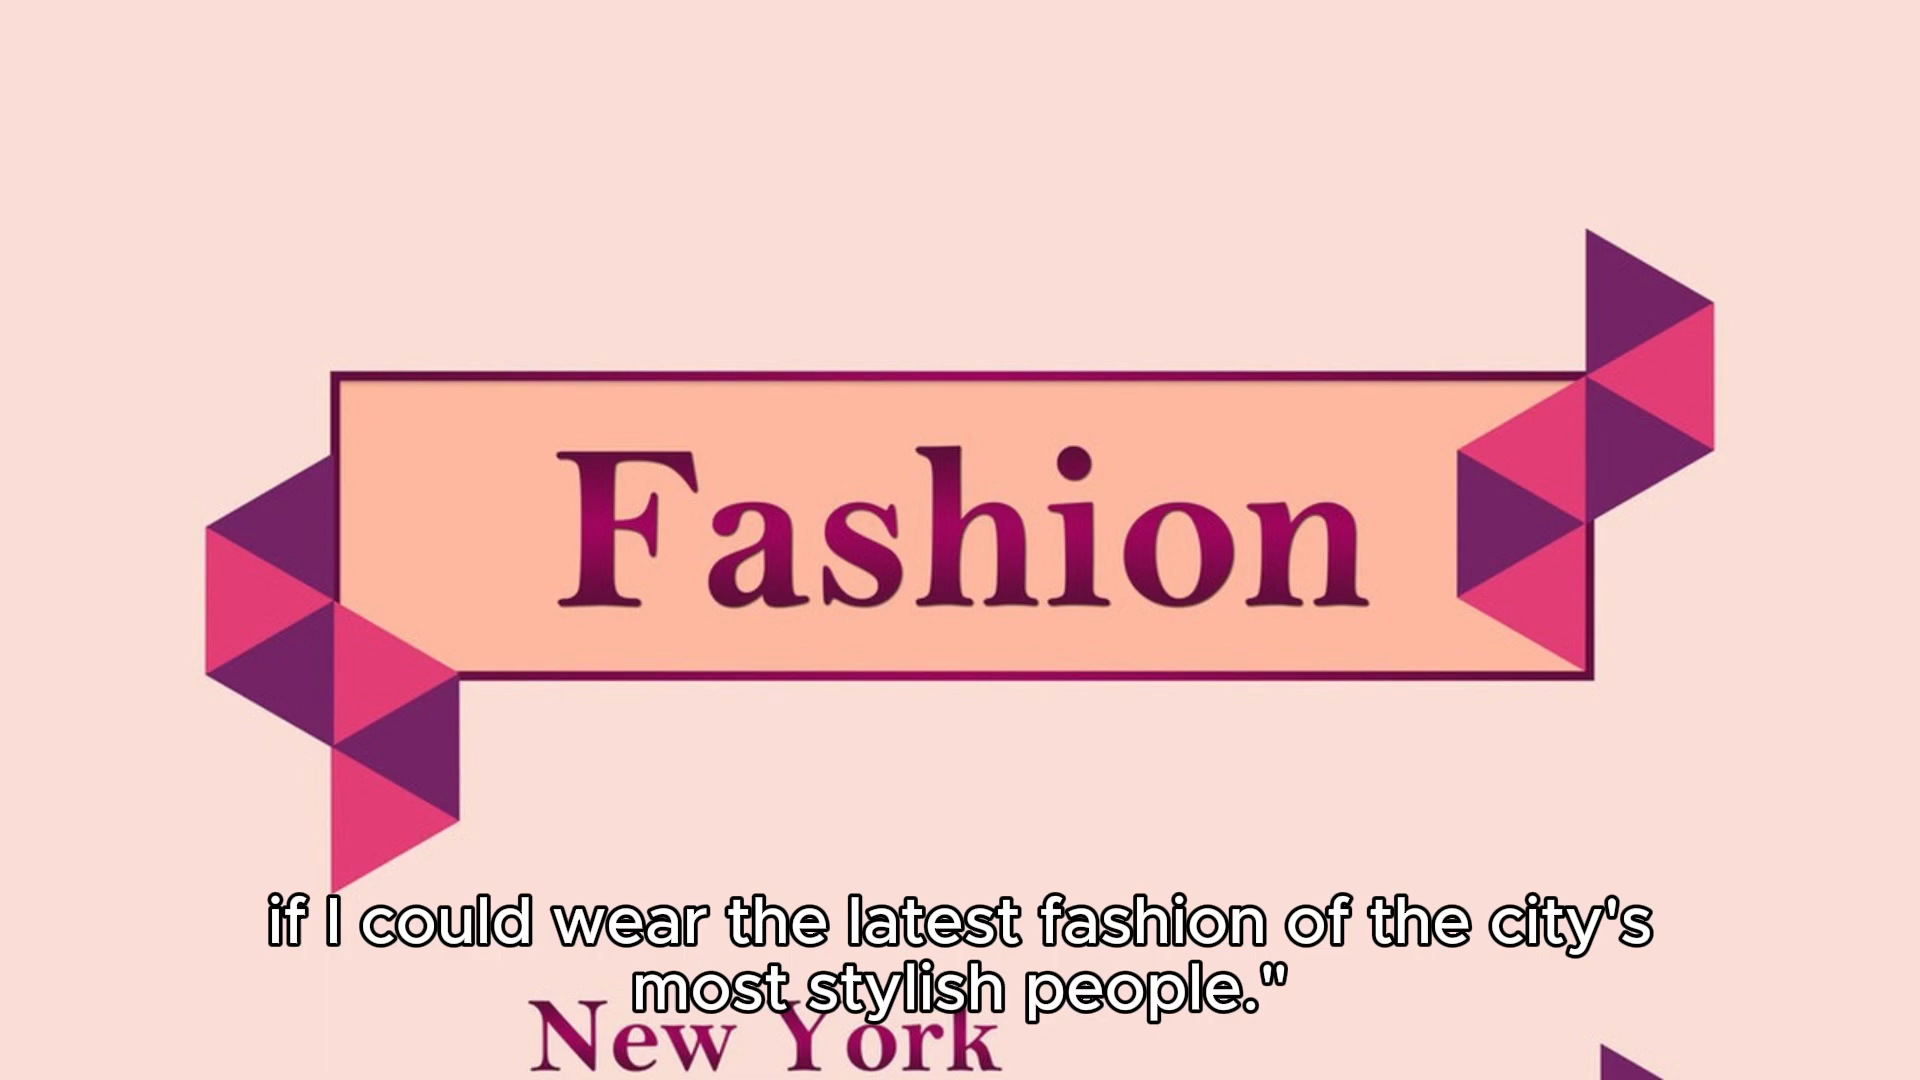 Fashion
if I could wear the latest fashion of the city's
most stylish people."
New York